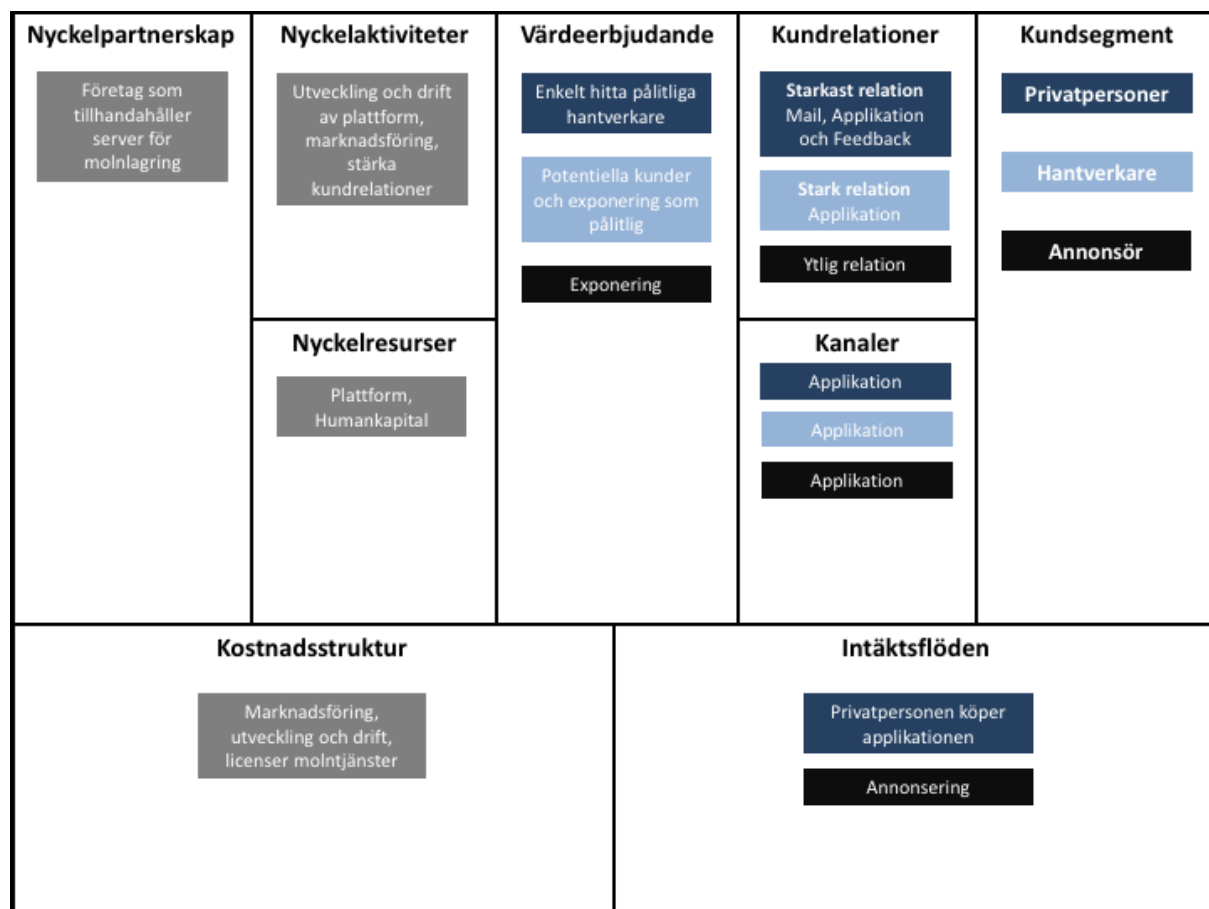 Nyckelpartnerskap
Företag som
tillhandahåller
server för
molnlagring
Nyckelaktiviteter
Utveckling och drift
av plattform,
marknadsföring,
stärka
kundrelationer
Nyckelresurser
Plattform,
Humankapital
Värdeerbjudande
Enkelt hitta pålitliga
hantverkare
Potentiella kunder
och exponering som
pålitlig
Exponering
Kundrelationer
Starkast relation
Mail, Applikation
och Feedback
Stark relation
Applikation
Ytlig relation
Kanaler
Applikation
Applikation
Applikation
Kundsegment
Privatpersoner
Hantverkare
Annonsör
Kostnadsstruktur
Marknadsföring,
utveckling och drift,
licenser molntjänster
Intäktsflöden
Privatpersonen köper
applikationen
Annonsering